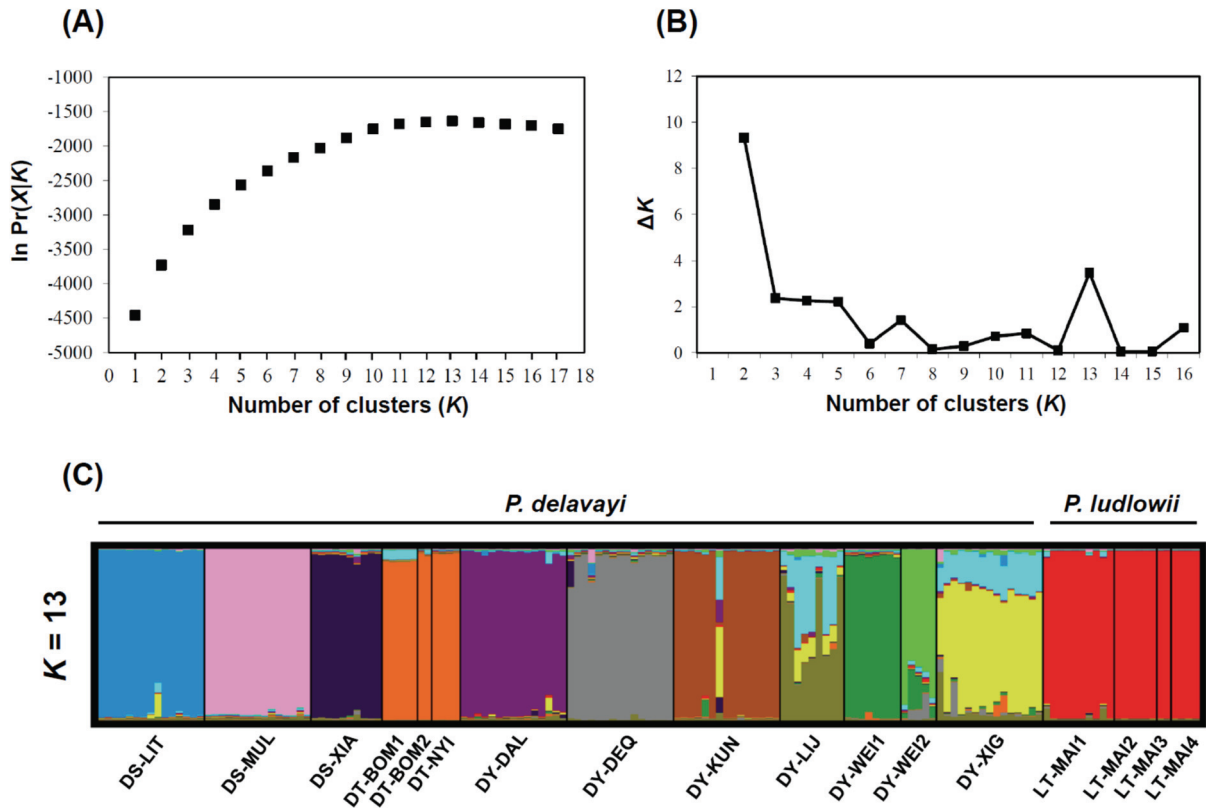 (A)
-1000
-1500
-2000
-2500
-3000
-3500
-4000
-4500
-5000
ln Pr(X|K)
0 1 2 3 4 5 6 7 8 9 10 11 12 13 14 15 16 17 18
Number of clusters (K)
(B)
12
10
8
6
4
2
0
ΔK
1 2 3 4 5 6 7 8 9 10 11 12 13 14 15 16
Number of clusters (K)
(C)
P. delavayi P. ludlowii
K = 13
DS-LIT DS-MUL DS-XIA DT-BOM1 DT-BOM2 DT-NYI DY-DAL DY-DEQ DY-KUN DY-LIJ DY-WEI1 DY-WEI2 DY-XIG LT-MAI1 LT-MAI2 LT-MAI3 LT-MAI4